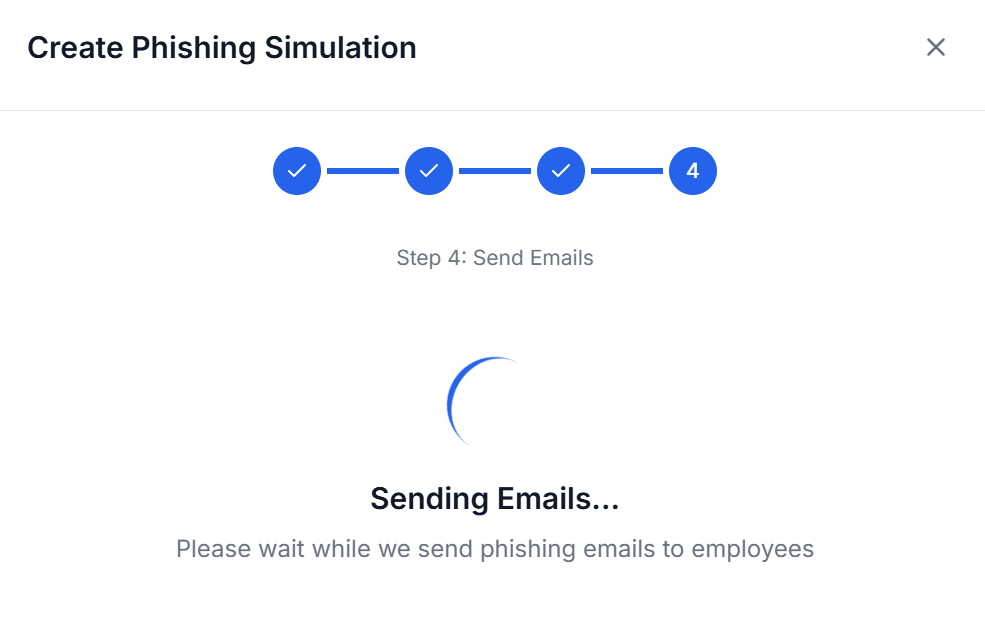 Create Phishing Simulation
4
Step 4: Send Emails
Sending Emails...
Please wait while we send phishing emails to employees